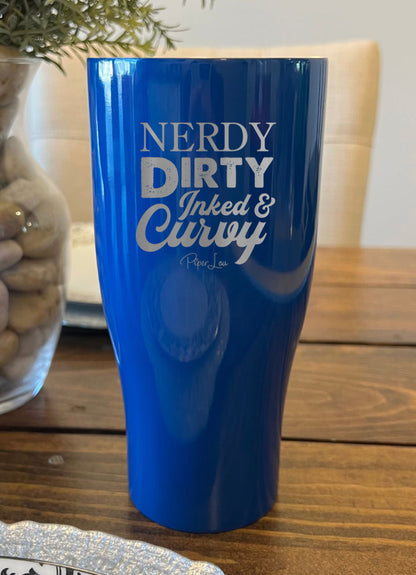 NERDY
DIRTY
Inked &
Curvy
Piper Lou